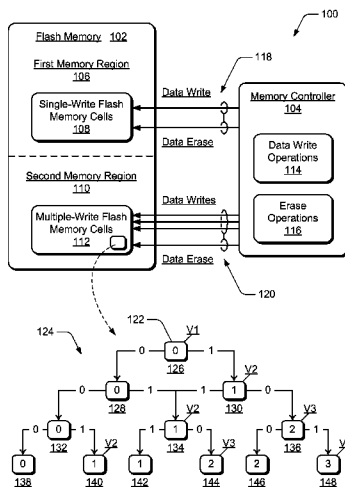 100
Flash Memory 102
118
First Memory Region
106
Data Write
Memory Controller
104
Single-Write Flash
Memory Cells
108
Data Erase
Data Write
Operations
114
Second Memory Region
110
Data Writes
Multiple-Write Flash
Memory Cells
112
Erase
Operations
116
Data Erase
120
122
V1
124
0 0 1
126
V2
0 0 1 1 0 1
128 130
V2 V3
0 0 1 1 1 0 2 1
132 134 136
V2 V3 V3
0 1 1 2 2 3
138 140 142 144 146 148